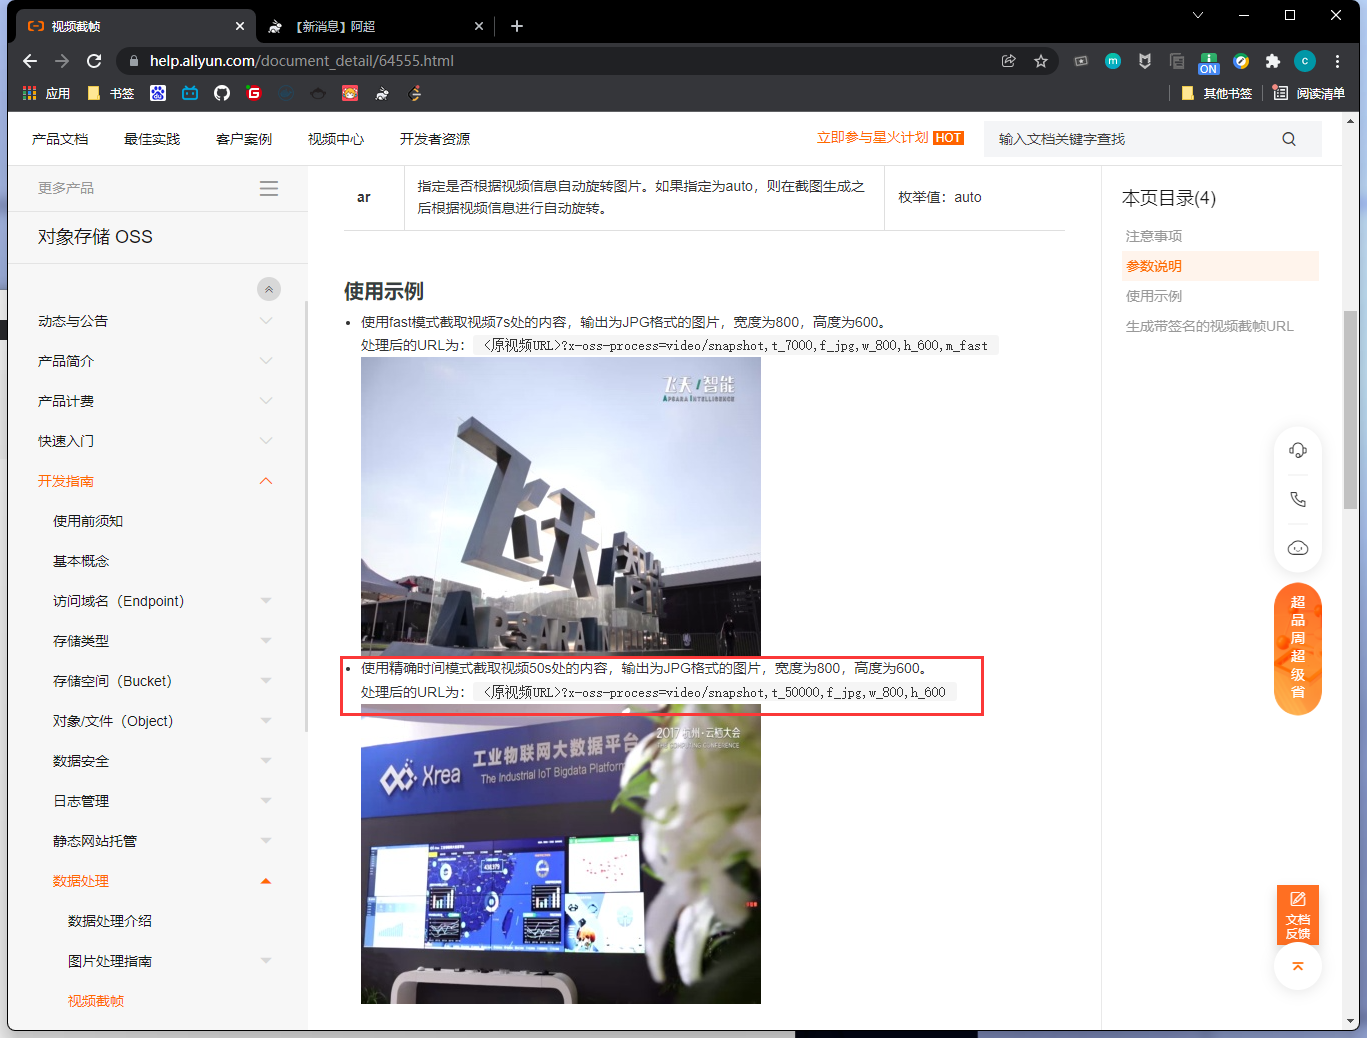 视频截帧
【新消息】阿超
help.aliyun.com/document_detail/64555.html
ON
m
c
应用
书签
G
其他书签
阅读清单
产品文档
最佳实践
客户案例
视频中心
开发者资源
立即参与星火计划 HOT
输入文档关键字查找
更多产品
对象存储 OSS
动态与公告
产品简介
产品计费
快速入门
开发指南
使用前须知
基本概念
访问域名（Endpoint）
存储类型
存储空间（Bucket）
对象/文件（Object）
数据安全
日志管理
静态网站托管
数据处理
数据处理介绍
图片处理指南
视频截帧
ar
指定是否根据视频信息自动旋转图片。如果指定为auto，则在截图生成之
后根据视频信息进行自动旋转。
枚举值：auto
使用示例
使用fast模式截取视频7s处的内容，输出为JPG格式的图片，宽度为800，高度为600。
处理后的URL为：<原视频URL>?x-oss-process=video/snapshot,t_7000,f_jpg,w_800,h_600,m_fast
飞天/智能
APSARA INTELLIGENCE
飞天
APSARA
使用精确时间模式截取视频50s处的内容，输出为JPG格式的图片，宽度为800，高度为600。
处理后的URL为：<原视频URL>?x-oss-process=video/snapshot,t_50000,f_jpg,w_800,h_600
2017杭州·云栖大会
THE COMPUTING CONFERENCE
Xrea
工业物联网大数据平台
The Industrial IoT Bigdata Platform
本页目录(4)
注意事项
参数说明
使用示例
生成带签名的视频截帧URL
超品周超级省
文档
反馈